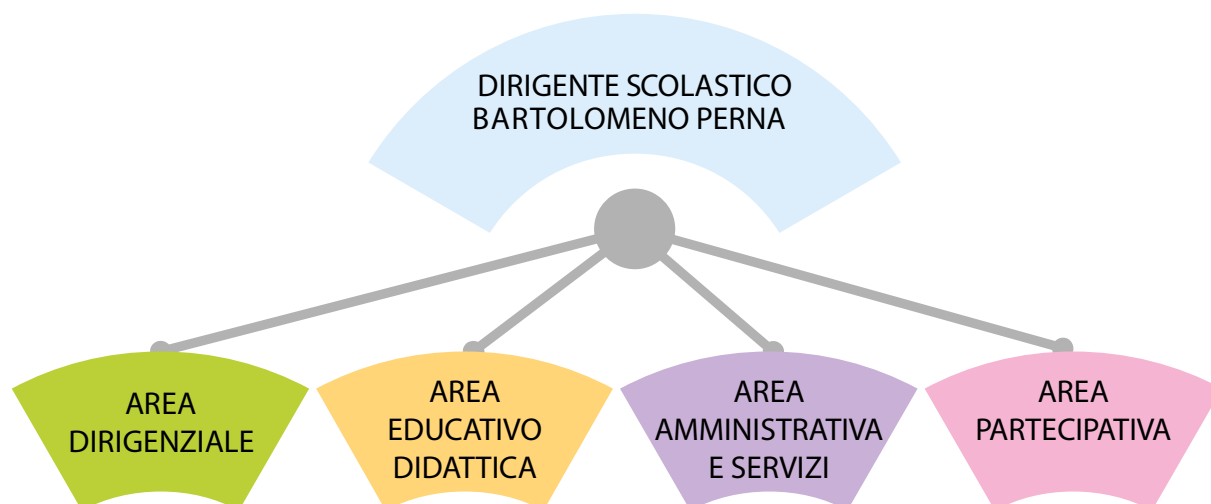 DIRIGENTE SCOLASTICO
BARTOLOMENO PERNA
AREA
DIRIGENZIALE
AREA
EDUCATIVO
DIDATTICA
AREA
AMMINISTRATIVA
E SERVIZI
AREA
PARTECIPATIVA